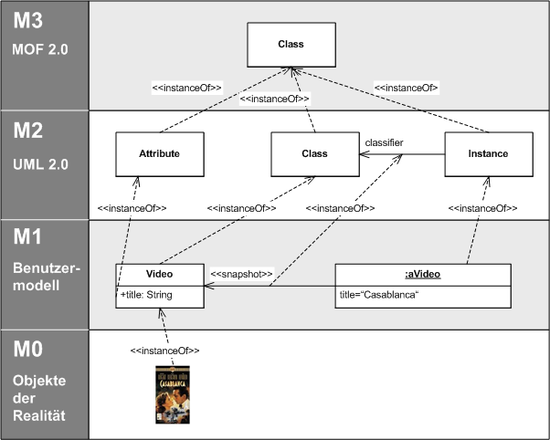 M3
MOF 2.0
Class
<<instanceOf>>
<<instanceOf>>
<<instanceOf>
M2
UML 2.0
Attribute
Class
classifier
Instance
<<instanceOf>>
<<instanceOf>>
<<instanceOf>>
<<instanceOf>>
M1
Benutzer-
modell
Video
+title: String
<<snapshot>>
:aVideo
title="Casablanca"
M0
Objekte
der
Realität
<<instanceOf>>
CASABLANCA